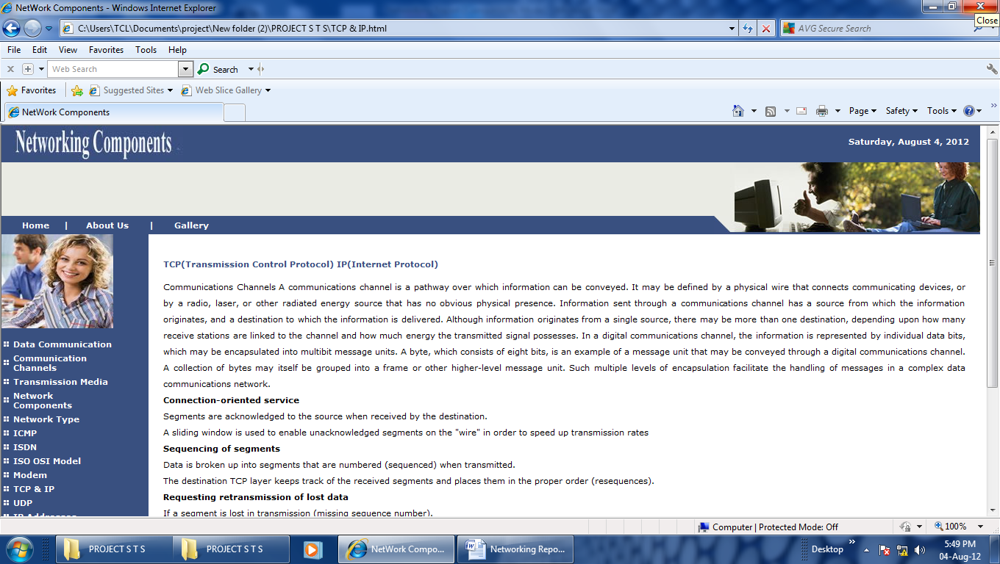 NetWork Components - Windows Internet Explorer
Close
C:\Users\TCL\Documents\project\New folder (2)\PROJECT S T S\TCP & IP.html
AVG Secure Search
File Edit View Favorites Tools Help
Web Search
Search
Favorites Suggested Sites Web Slice Gallery
NetWork Components
Page Safety Tools
Networking Components
Saturday, August 4, 2012
Home | About Us | Gallery
TCP(Transmission Control Protocol) IP(Internet Protocol)
Communications Channels A communications channel is a pathway over which information can be conveyed. It may be defined by a physical wire that connects communicating devices, or
by a radio, laser, or other radiated energy source that has no obvious physical presence. Information sent through a communications channel has a source from which the information
originates, and a destination to which the information is delivered. Although information originates from a single source, there may be more than one destination, depending upon how many
receive stations are linked to the channel and how much energy the transmitted signal possesses. In a digital communications channel, the information is represented by individual data bits,
which may be encapsulated into multibit message units. A byte, which consists of eight bits, is an example of a message unit that may be conveyed through a digital communications channel.
A collection of bytes may itself be grouped into a frame or other higher-level message unit. Such multiple levels of encapsulation facilitate the handling of messages in a complex data
communications network.
Connection-oriented service
Segments are acknowledged to the source when received by the destination.
A sliding window is used to enable unacknowledged segments on the "wire" in order to speed up transmission rates
Sequencing of segments
Data is broken up into segments that are numbered (sequenced) when transmitted.
The destination TCP layer keeps track of the received segments and places them in the proper order (resequences).
Requesting retransmission of lost data
If a segment is lost in transmission (missing sequence number).
Data Communication
Communication
Channels
Transmission Media
Network
Components
Network Type
ICMP
ISDN
ISO OSI Model
Modem
TCP & IP
UDP
IP Addresses
Computer | Protected Mode: Off
100%
PROJECT S T S
PROJECT S T S
NetWork Compo...
Networking Repo...
Desktop
5:49 PM
04-Aug-12